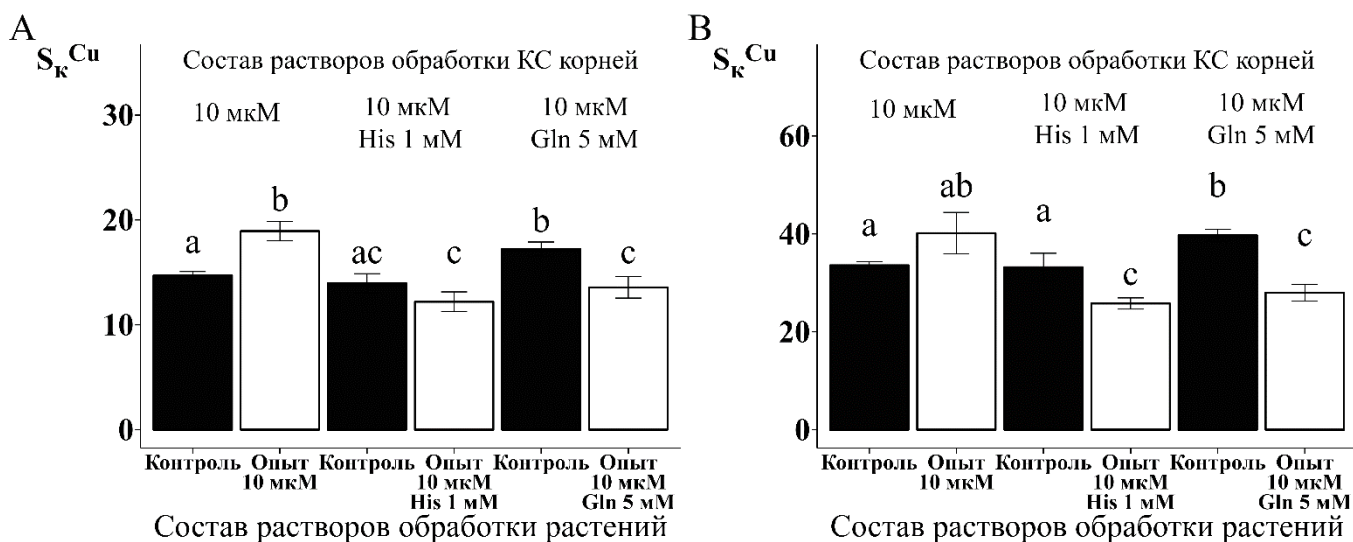 А
Sк Cu
Состав растворов обработки КС корней
10 мкМ
10 мкМ
His 1 мМ
10 мкМ
Gln 5 мМ
30
20
10
0
a
b
ac
c
b
c
Контроль
Опыт
10 мкМ
Контроль
Опыт
10 мкМ
His 1 мМ
Контроль
Опыт
10 мкМ
Gln 5 мМ
Состав растворов обработки растений
В
Sк Cu
Состав растворов обработки КС корней
10 мкМ
10 мкМ
His 1 мМ
10 мкМ
Gln 5 мМ
60
40
20
0
a
ab
a
c
b
c
Контроль
Опыт
10 мкМ
Контроль
Опыт
10 мкМ
His 1 мМ
Контроль
Опыт
10 мкМ
Gln 5 мМ
Состав растворов обработки растений